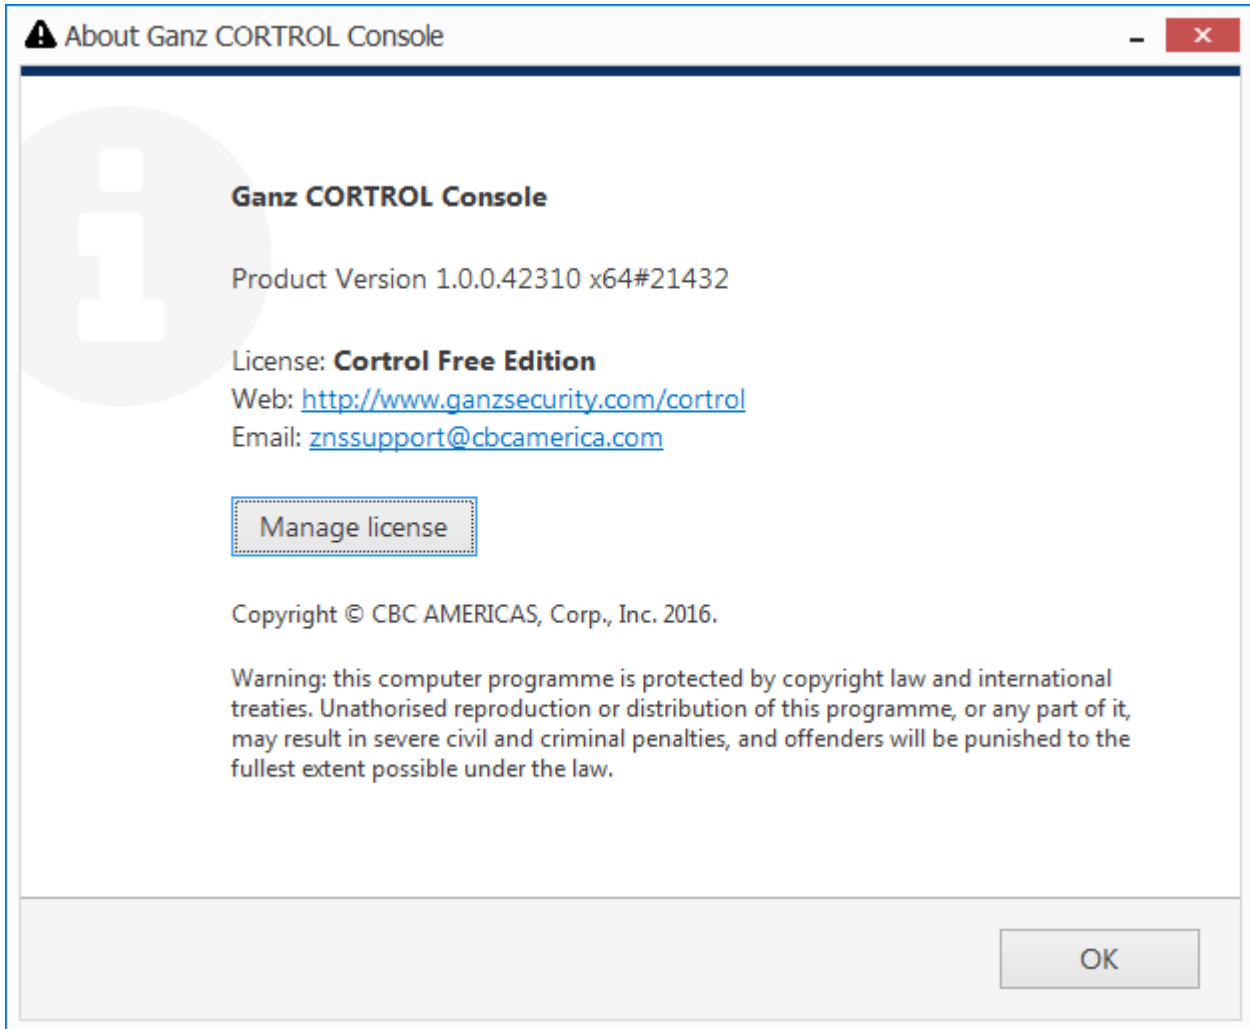 About Ganz CORTROL Console
Ganz CORTROL Console
Product Version 1.0.0.42310 x64#21432
License: Cortrol Free Edition
Web: http://www.ganzsecurity.com/cortrol
Email: znssupport@cbcamerica.com
Manage license
Copyright © CBC AMERICAS, Corp., Inc. 2016.
Warning: this computer programme is protected by copyright law and international
treaties. Unathorised reproduction or distribution of this programme, or any part of it,
may result in severe civil and criminal penalties, and offenders will be punished to the
fullest extent possible under the law.
OK